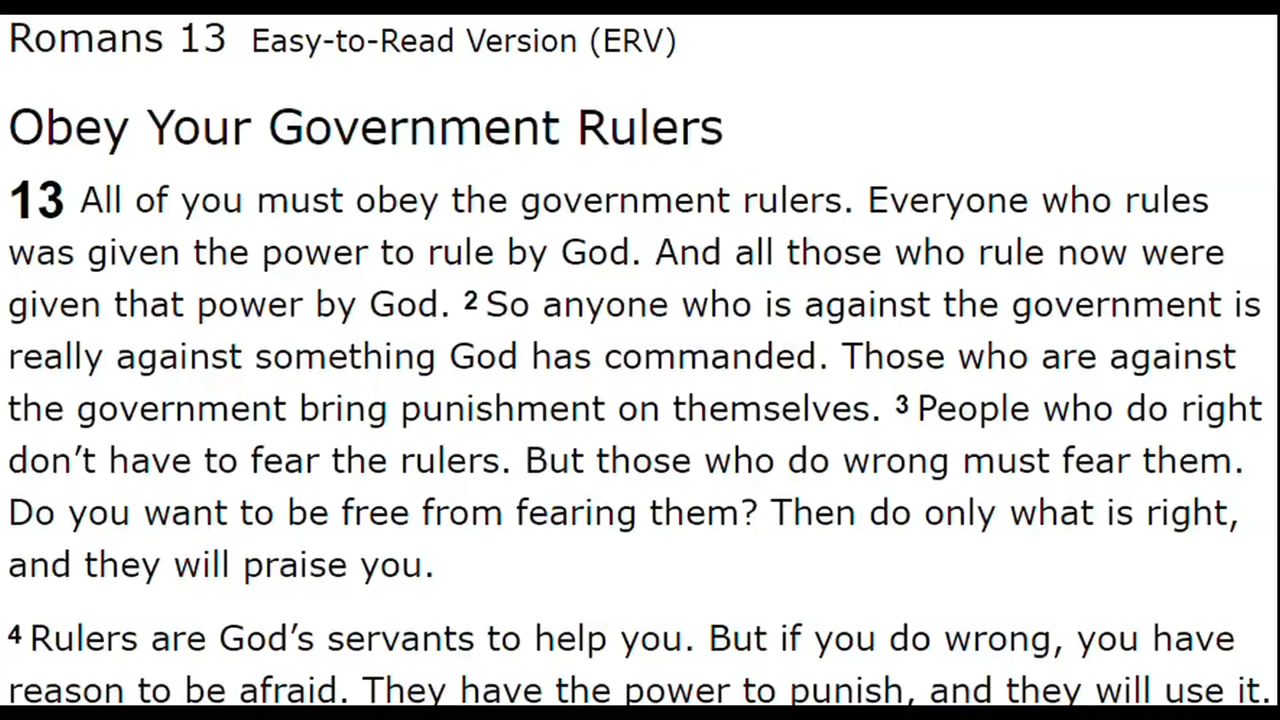 Romans 13 Easy-to-Read Version (ERV)
Obey Your Government Rulers
13 All of you must obey the government rulers. Everyone who rules
was given the power to rule by God. And all those who rule now were
given that power by God. 2 So anyone who is against the government is
really against something God has commanded. Those who are against
the government bring punishment on themselves. 3 People who do right
don’t have to fear the rulers. But those who do wrong must fear them.
Do you want to be free from fearing them? Then do only what is right,
and they will praise you.
4 Rulers are God’s servants to help you. But if you do wrong, you have
reason to be afraid. They have the power to punish, and they will use it.